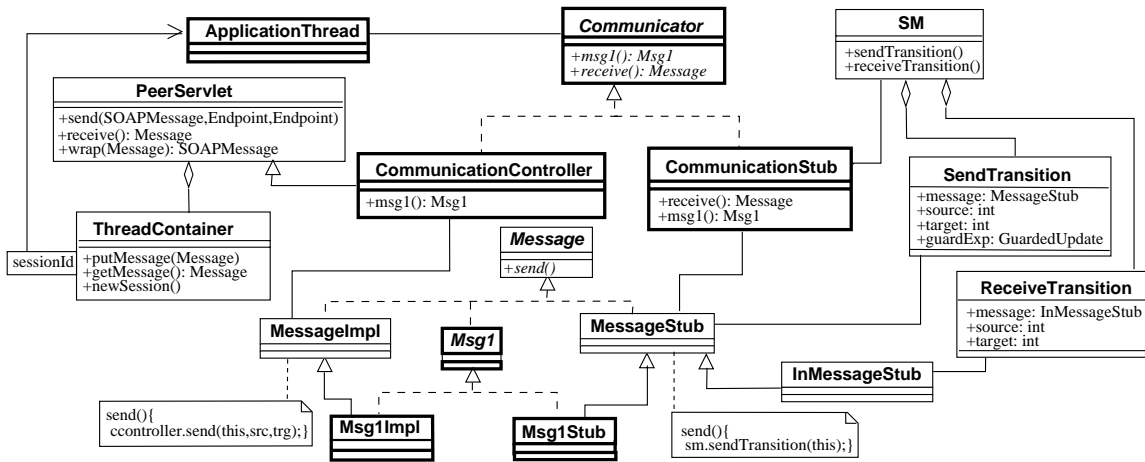 ApplicationThread
Communicator
+msg1(): Msg1
+receive(): Message
SM
+sendTransition()
+receiveTransition()
PeerServlet
+send(SOAPMessage,Endpoint,Endpoint)
+receive(): Message
+wrap(Message): SOAPMessage
CommunicationController
+msg1(): Msg1
CommunicationStub
+receive(): Message
+msg1(): Msg1
SendTransition
+message: MessageStub
+source: int
+target: int
+guardExp: GuardedUpdate
ThreadContainer
+putMessage(Message)
+getMessage(): Message
+newSession()
sessionId
Message
+send()
ReceiveTransition
+message: InMessageStub
+source: int
+target: int
MessageImpl
Msg1
MessageStub
InMessageStub
send(){
ccontroller.send(this,src,trg);}
Msg1Impl
Msg1Stub
send(){
sm.sendTransition(this);}